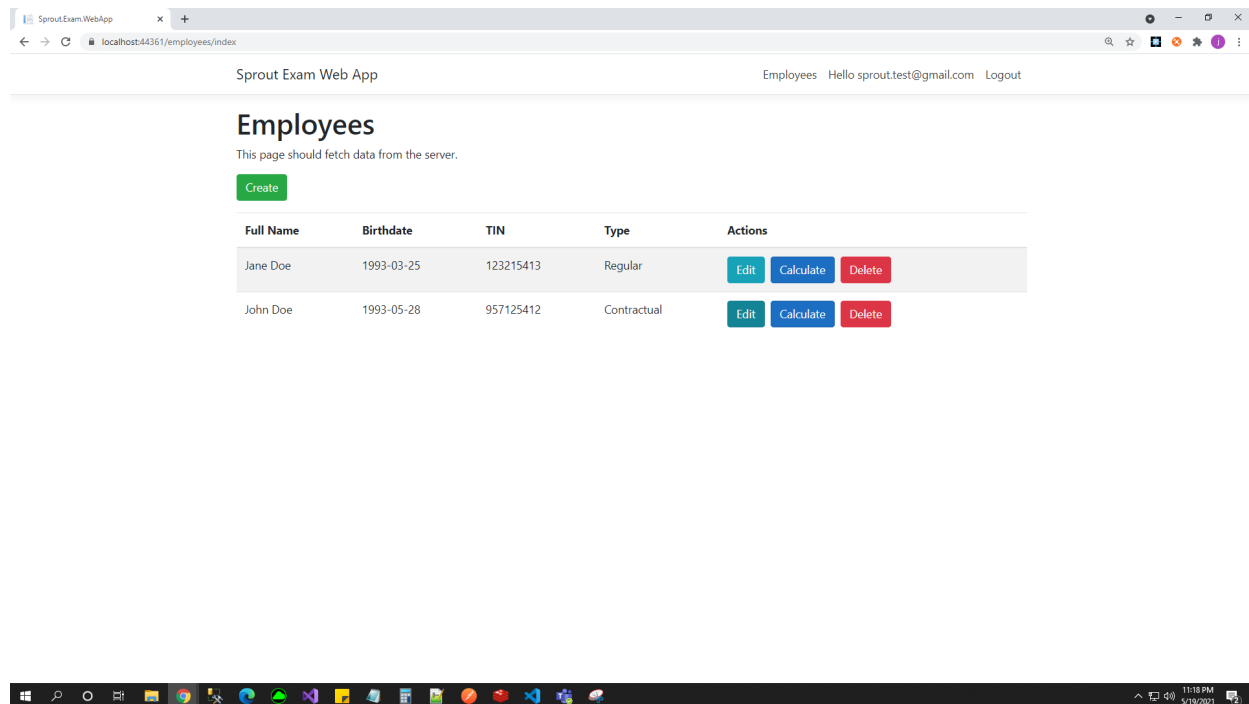 Sprout.Exam.WebApp
localhost:44361/employees/index
Sprout Exam Web App Employees Hello sprout.test@gmail.com Logout
Employees
This page should fetch data from the server.
Create
Full Name Birthdate TIN Type Actions
Jane Doe 1993-03-25 123215413 Regular Edit Calculate Delete
John Doe 1993-05-28 957125412 Contractual Edit Calculate Delete
11:18 PM
5/19/2021